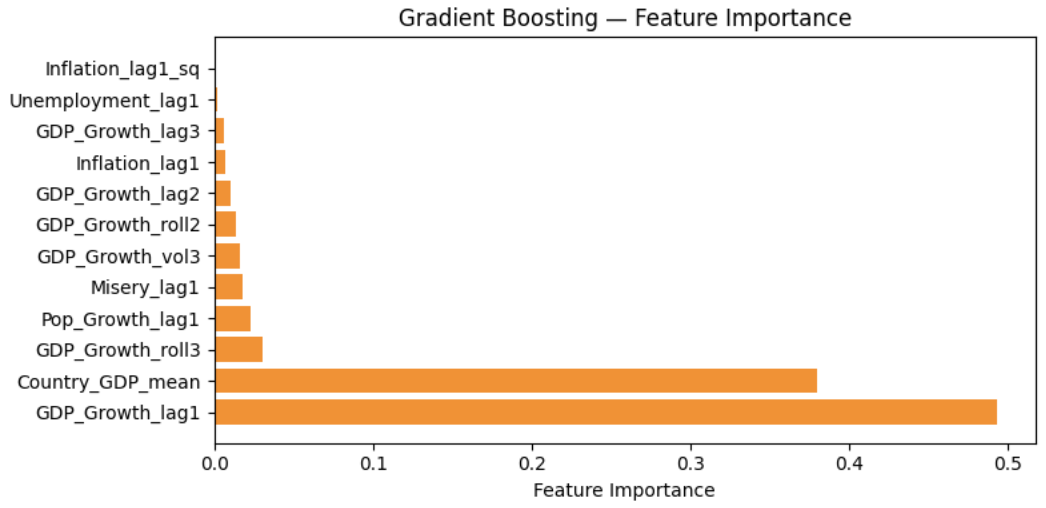 Gradient Boosting — Feature Importance
Inflation_lag1_sq
Unemployment_lag1
GDP_Growth_lag3
Inflation_lag1
GDP_Growth_lag2
GDP_Growth_roll2
GDP_Growth_vol3
Misery_lag1
Pop_Growth_lag1
GDP_Growth_roll3
Country_GDP_mean
GDP_Growth_lag1
0.0 0.1 0.2 0.3 0.4 0.5
Feature Importance